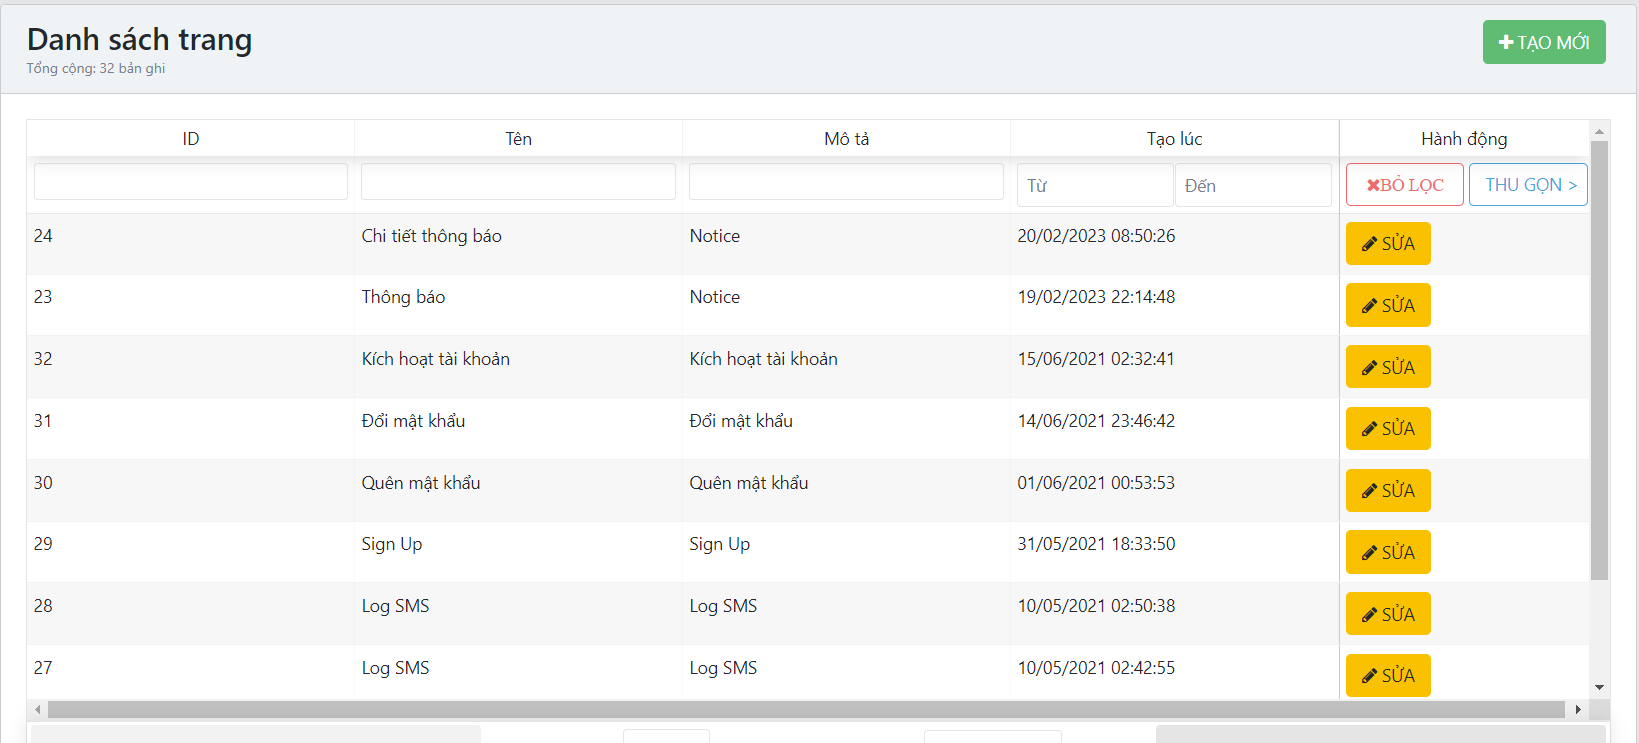 Danh sách trang
Tổng cộng: 32 bản ghi
TẠO MỚI
ID Tên Mô tả Tạo lúc Hành động
Từ Đến BỎ LỌC THU GỌN >
24 Chi tiết thông báo Notice 20/02/2023 08:50:26 SỬA
23 Thông báo Notice 19/02/2023 22:14:48 SỬA
32 Kích hoạt tài khoản Kích hoạt tài khoản 15/06/2021 02:32:41 SỬA
31 Đổi mật khẩu Đổi mật khẩu 14/06/2021 23:46:42 SỬA
30 Quên mật khẩu Quên mật khẩu 01/06/2021 00:53:53 SỬA
29 Sign Up Sign Up 31/05/2021 18:33:50 SỬA
28 Log SMS Log SMS 10/05/2021 02:50:38 SỬA
27 Log SMS Log SMS 10/05/2021 02:42:55 SỬA